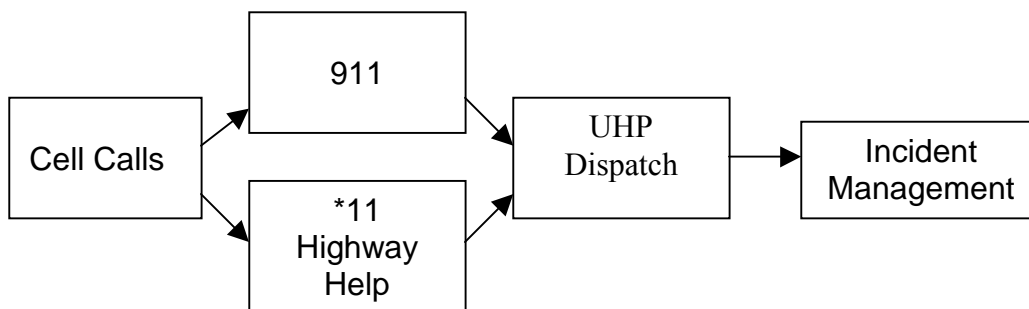 Cell Calls
911
*11
Highway
Help
UHP
Dispatch
Incident
Management